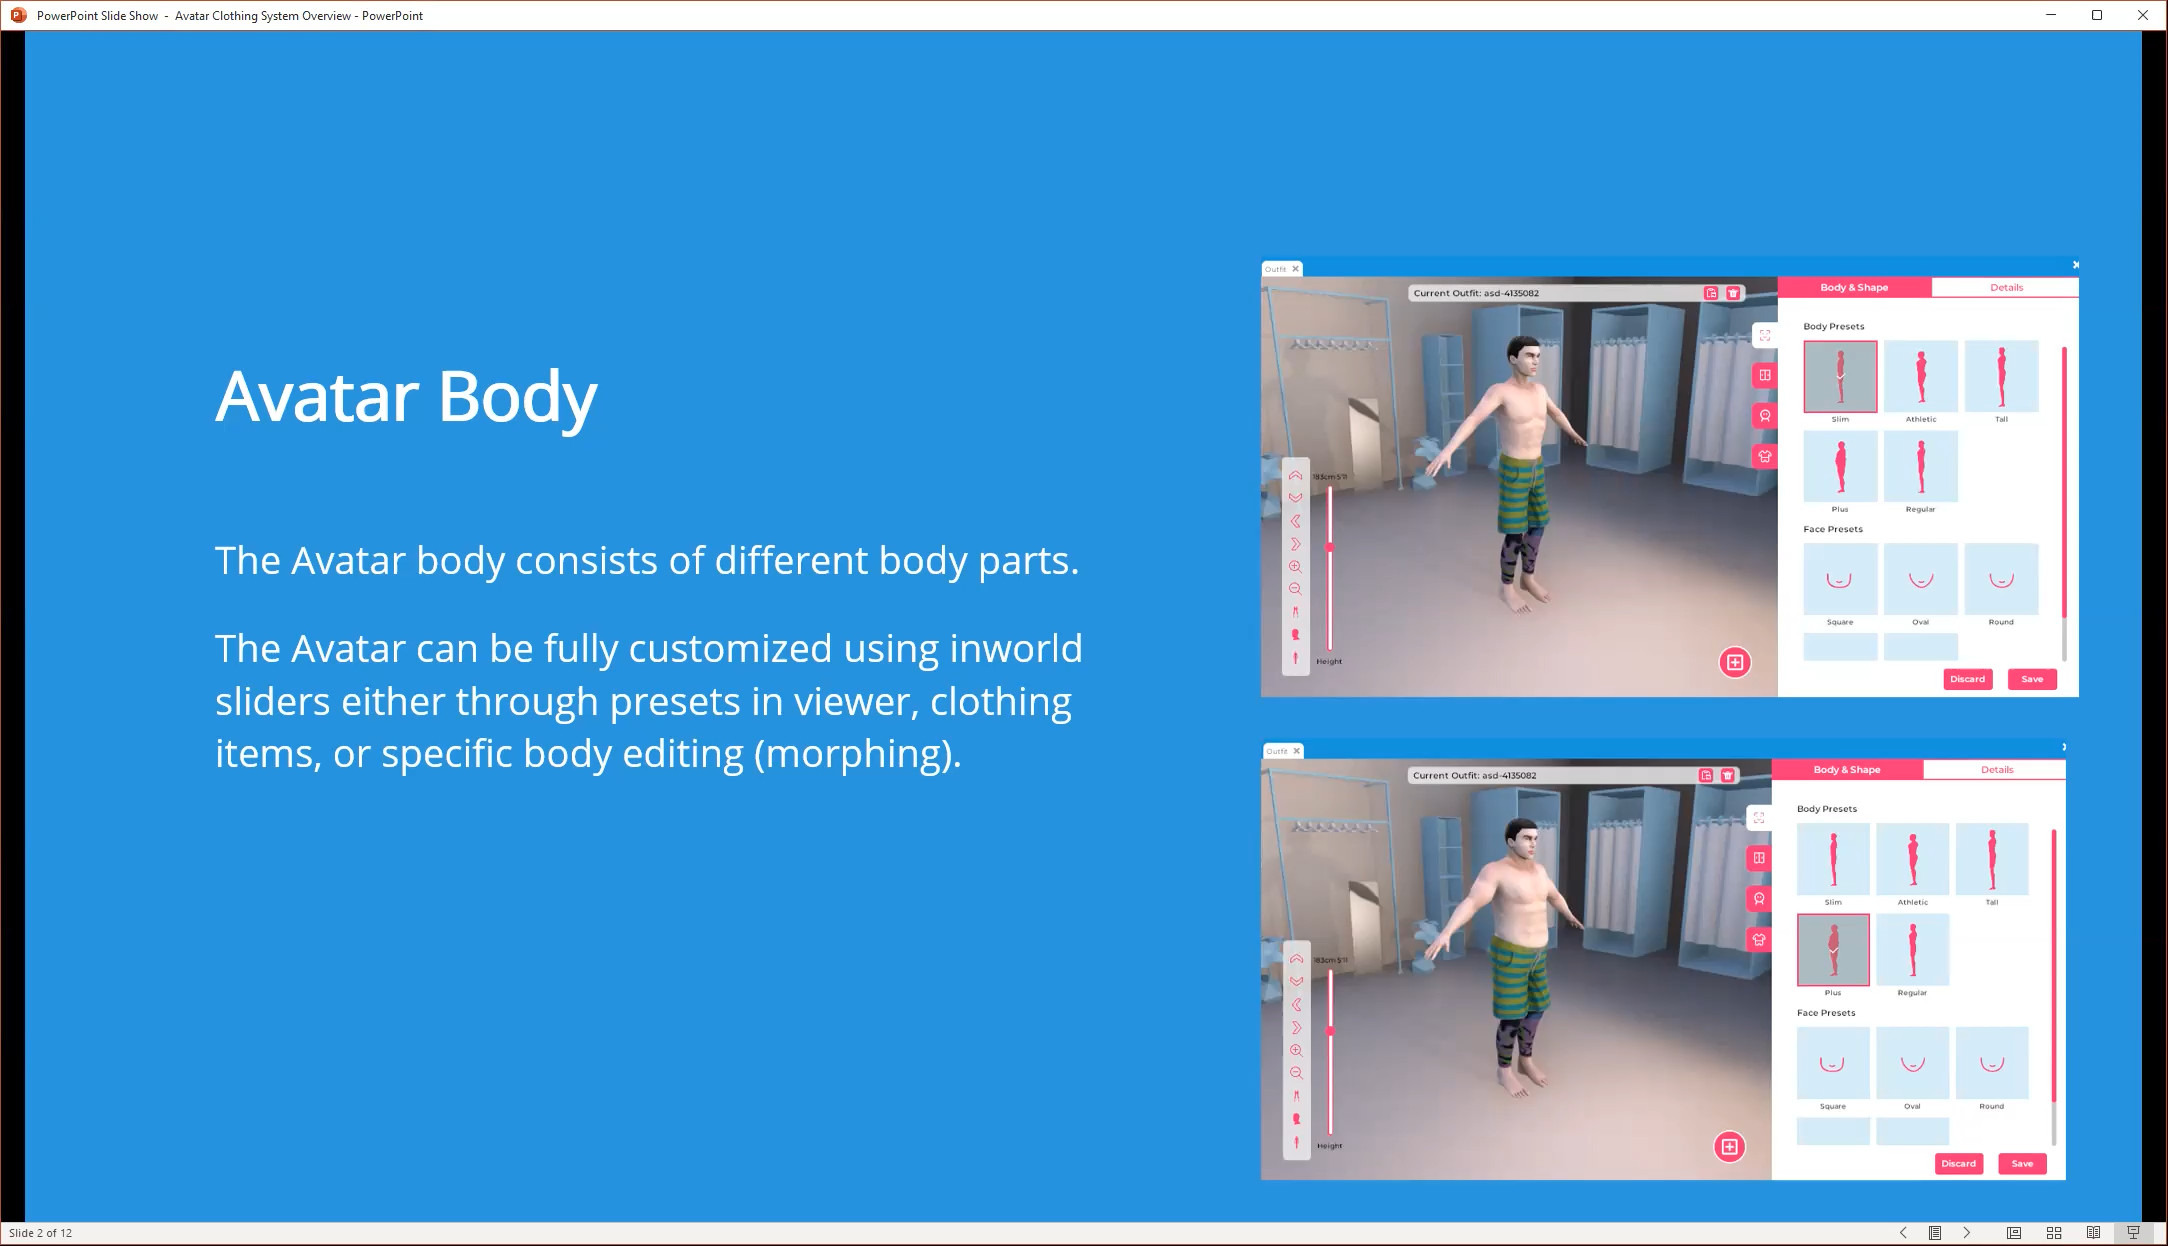 PowerPoint Slide Show - Avatar Clothing System Overview - PowerPoint
Avatar Body
The Avatar body consists of different body parts.
The Avatar can be fully customized using inworld
sliders either through presets in viewer, clothing
items, or specific body editing (morphing).
Outfit
Current Outfit: asd-4135082
Body & Shape
Details
Body Presets
Slim
Athletic
Tall
Plus
Regular
Face Presets
Square
Oval
Round
183cm 5'11
Height
Discard
Save
Outfit
Current Outfit: asd-4135082
Body & Shape
Details
Body Presets
Slim
Athletic
Tall
Plus
Regular
Face Presets
Square
Oval
Round
183cm 5'11
Height
Discard
Save
Slide 2 of 12